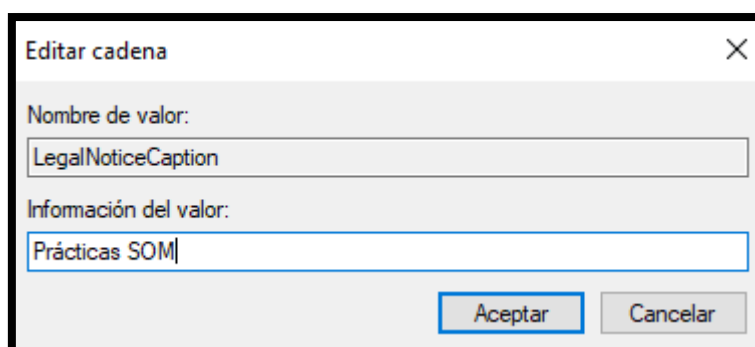 Editar cadena
Nombre de valor:
LegalNoticeCaption
Información del valor:
Prácticas SOM
Aceptar Cancelar